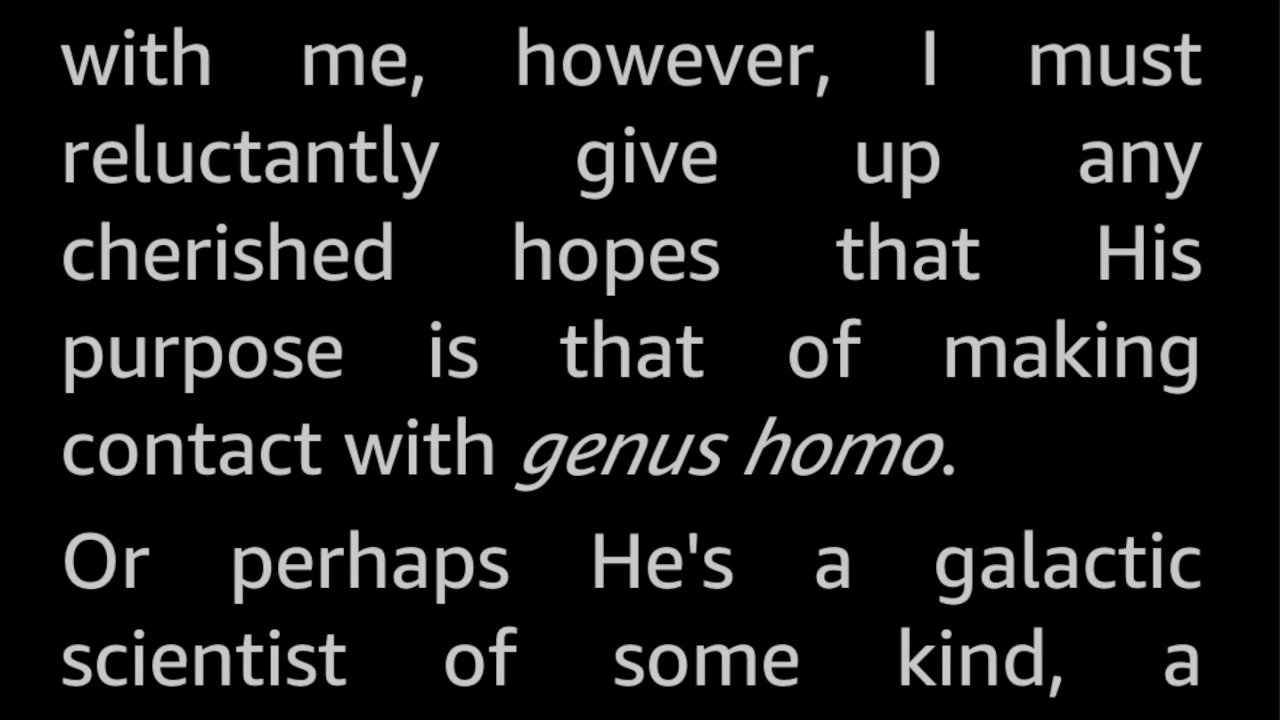 with me, however, I must
reluctantly give up any
cherished hopes that His
purpose is that of making
contact with genus homo.
Or perhaps He's a galactic
scientist of some kind, a